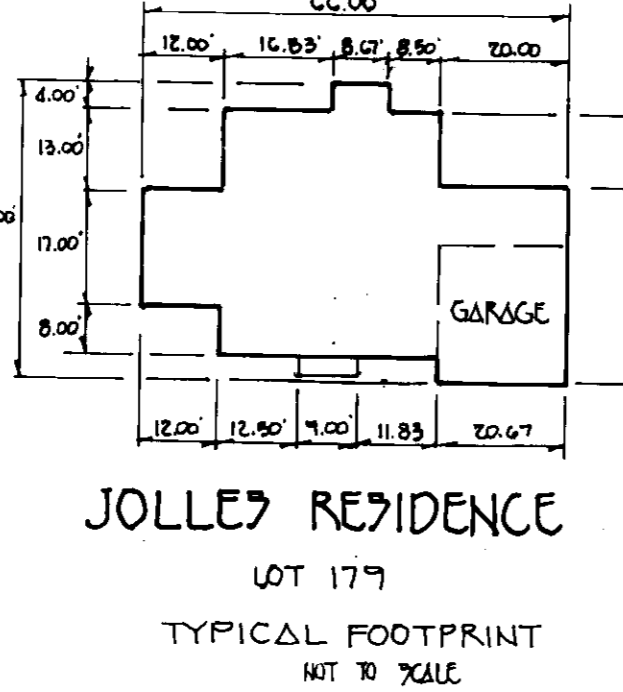 66.00'
12.00' 16.83' 8.67' 8.50' 20.00
4.00'
13.00'
17.00'
8.00'
GARAGE
12.00' 12.50' 9.00' 11.83 20.67
JOLLES RESIDENCE
LOT 179
TYPICAL FOOTPRINT
NOT TO SCALE